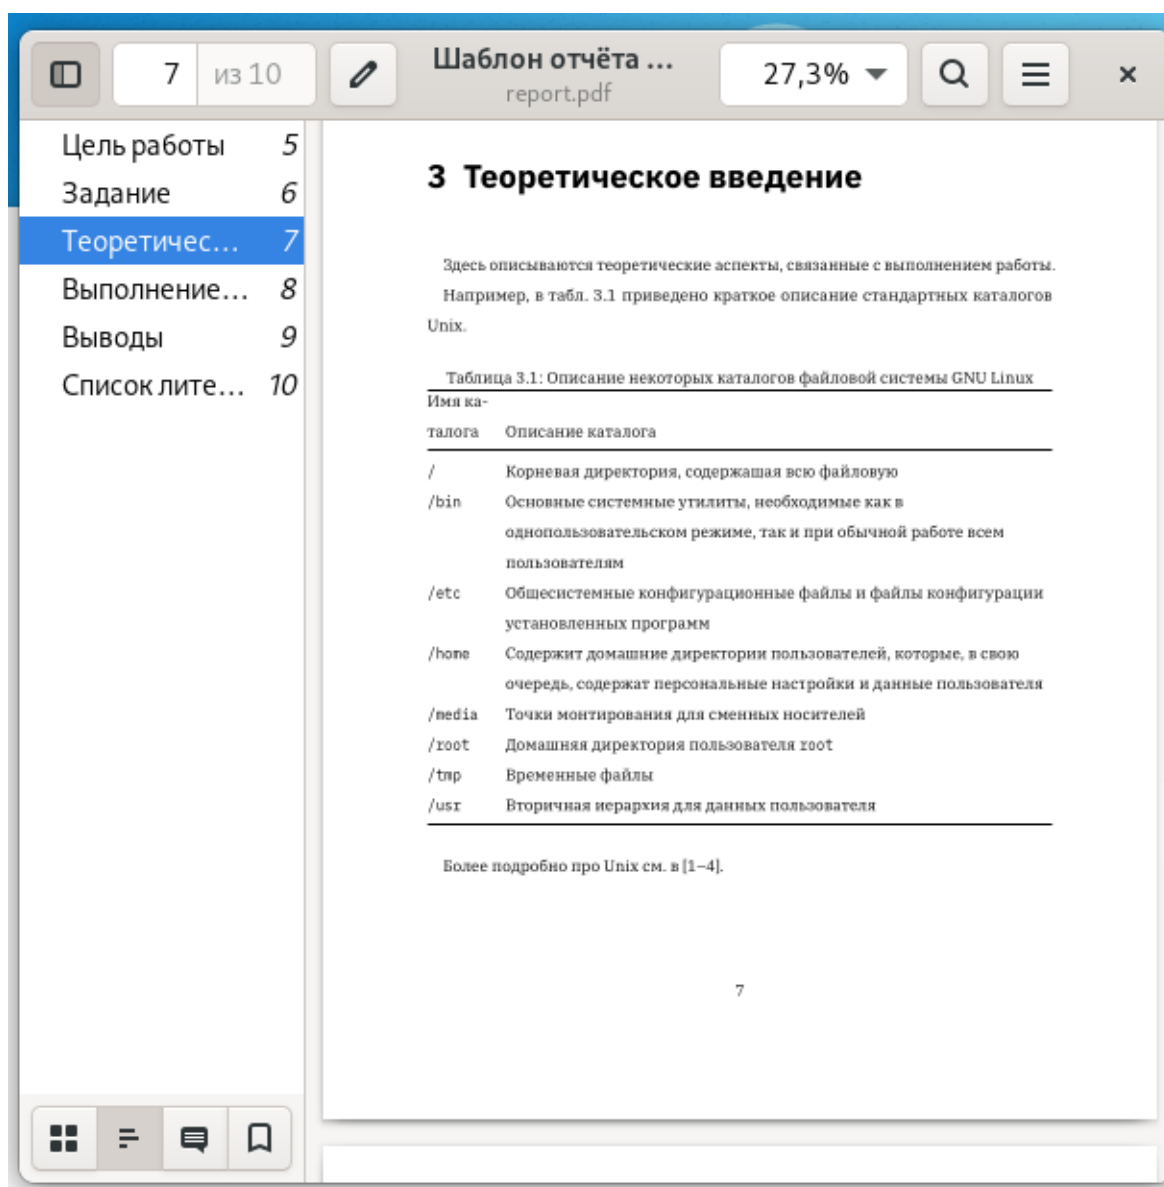 7 из 10
Шаблон отчёта ...
report.pdf
27,3%
Цель работы 5
Задание 6
Теоретичес... 7
Выполнение... 8
Выводы 9
Список лите... 10
3 Теоретическое введение
Здесь описываются теоретические аспекты, связанные с выполнением работы.
Например, в табл. 3.1 приведено краткое описание стандартных каталогов
Unix.
Таблица 3.1: Описание некоторых каталогов файловой системы GNU Linux
Имя ка-
талога Описание каталога
/ Корневая директория, содержащая всю файловую
/bin Основные системные утилиты, необходимые как в
однопользовательском режиме, так и при обычной работе всем
пользователям
/etc Общесистемные конфигурационные файлы и файлы конфигурации
установленных программ
/home Содержит домашние директории пользователей, которые, в свою
очередь, содержат персональные настройки и данные пользователя
/media Точки монтирования для сменных носителей
/root Домашняя директория пользователя root
/tmp Временные файлы
/usr Вторичная иерархия для данных пользователя
Более подробно про Unix см. в [1–4].
7